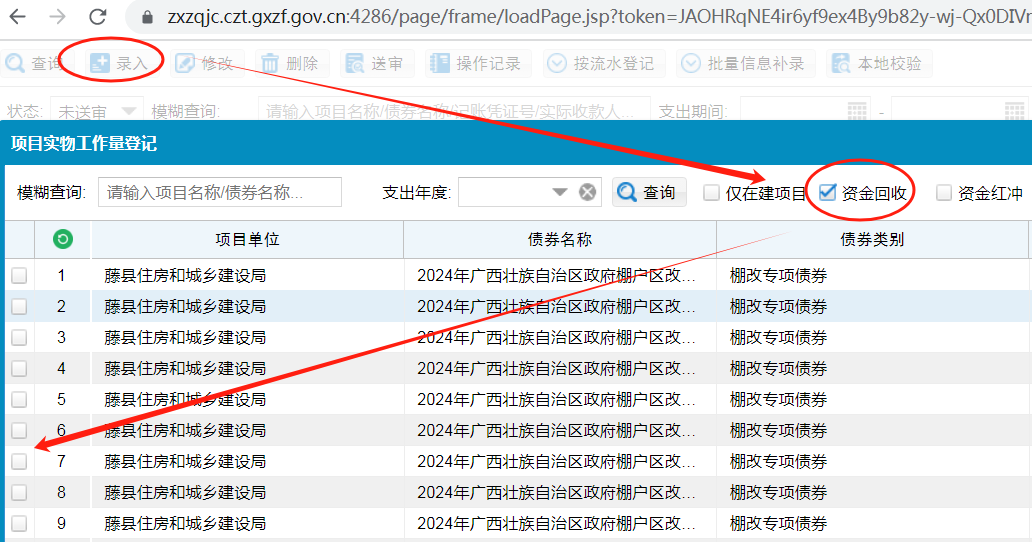 zxzqjc.czt.gxzf.gov.cn:4286/page/frame/loadPage.jsp?token=JAOHRqNE4ir6yf9ex4By9b82y-wj-Qx0DIVr
查询 录入 修改 删除 送审 操作记录 按流水登记 批量信息补录 本地校验
状态: 未送审 模糊查询: 请输入项目名称/债券名称/记账凭证号/实际收款人... 支出期间: -
项目实物工作量登记
模糊查询: 请输入项目名称/债券名称... 支出年度: 查询 仅在建项目 资金回收 资金红冲
项目单位 债券名称 债券类别
1 藤县住房和城乡建设局 2024年广西壮族自治区政府棚户区改... 棚改专项债券
2 藤县住房和城乡建设局 2024年广西壮族自治区政府棚户区改... 棚改专项债券
3 藤县住房和城乡建设局 2024年广西壮族自治区政府棚户区改... 棚改专项债券
4 藤县住房和城乡建设局 2024年广西壮族自治区政府棚户区改... 棚改专项债券
5 藤县住房和城乡建设局 2024年广西壮族自治区政府棚户区改... 棚改专项债券
6 藤县住房和城乡建设局 2024年广西壮族自治区政府棚户区改... 棚改专项债券
7 藤县住房和城乡建设局 2024年广西壮族自治区政府棚户区改... 棚改专项债券
8 藤县住房和城乡建设局 2024年广西壮族自治区政府棚户区改... 棚改专项债券
9 藤县住房和城乡建设局 2024年广西壮族自治区政府棚户区改... 棚改专项债券